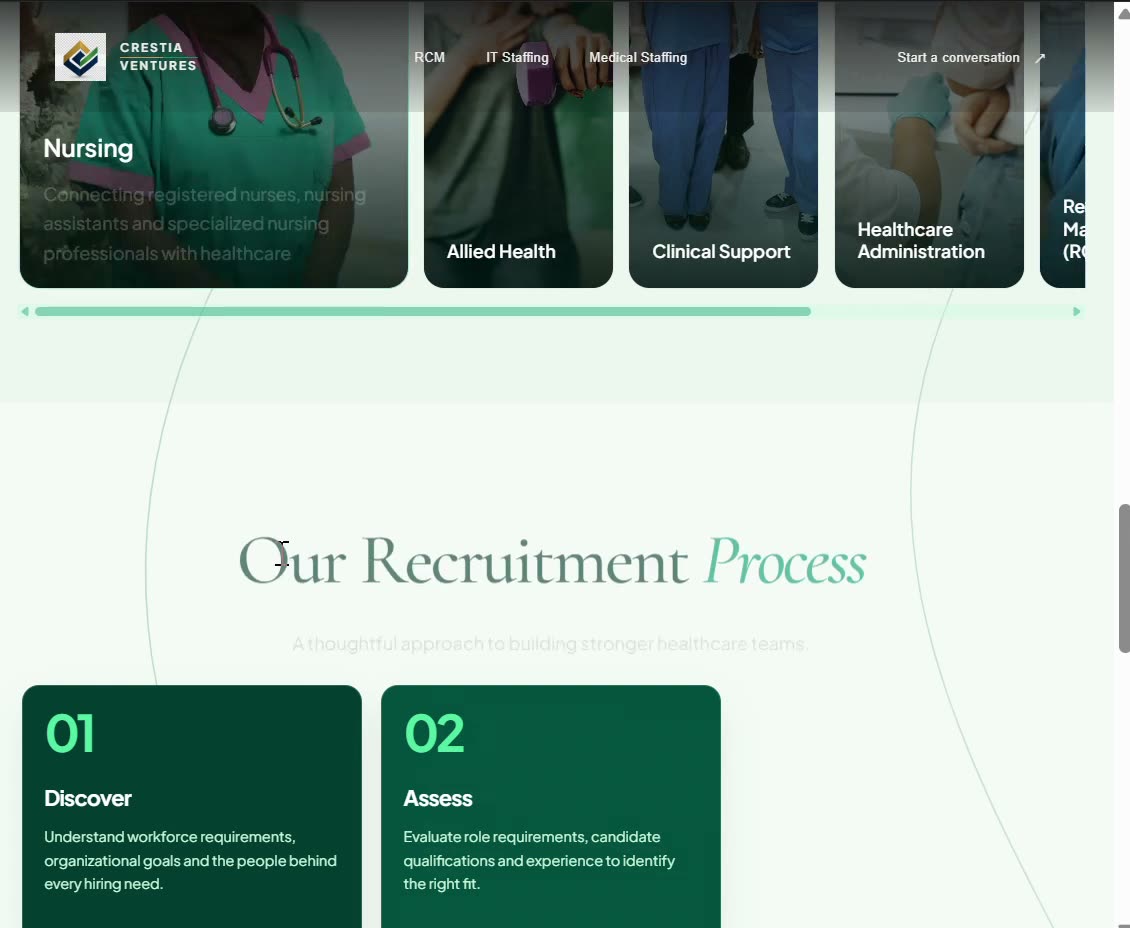 CRESTIA
VENTURES
RCM
IT Staffing
Medical Staffing
Start a conversation ↗
Nursing
Connecting registered nurses, nursing
assistants and specialized nursing
professionals with healthcare
Allied Health
Clinical Support
Healthcare
Administration
Our Recruitment Process
A thoughtful approach to building stronger healthcare teams.
01
Discover
Understand workforce requirements,
organizational goals and the people behind
every hiring need.
02
Assess
Evaluate role requirements, candidate
qualifications and experience to identify
the right fit.